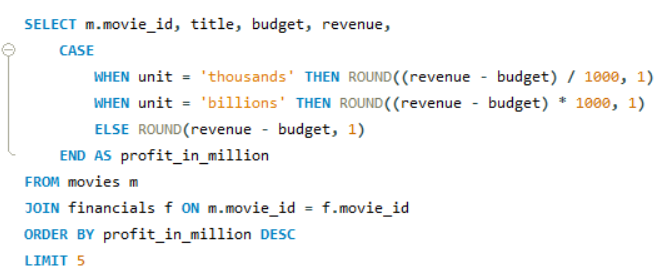 SELECT m.movie_id, title, budget, revenue,
CASE
WHEN unit = 'thousands' THEN ROUND((revenue - budget) / 1000, 1)
WHEN unit = 'billions' THEN ROUND((revenue - budget) * 1000, 1)
ELSE ROUND(revenue - budget, 1)
END AS profit_in_million
FROM movies m
JOIN financials f ON m.movie_id = f.movie_id
ORDER BY profit_in_million DESC
LIMIT 5